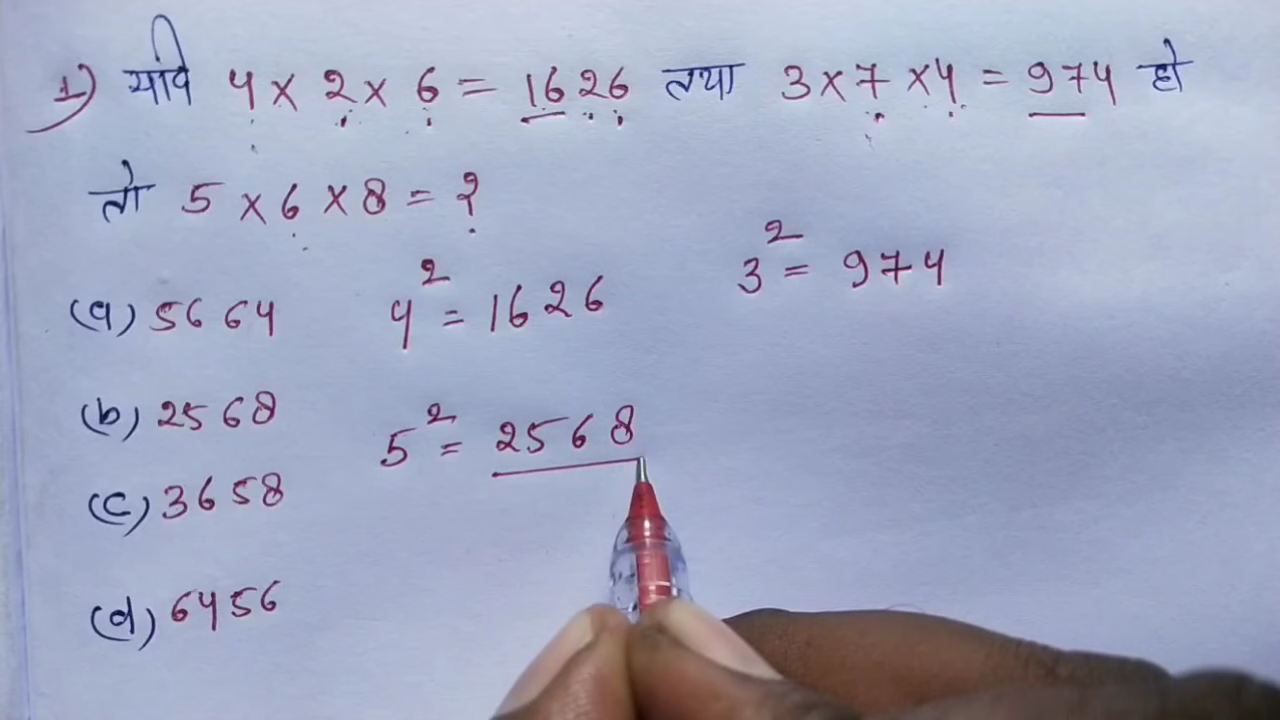 1) यदि 4 × 2 × 6 = 1626 तथा 3 × 7 × 4 = 974 हो
तो 5 × 6 × 8 = ?
(a) 5664
4² = 1626
3² = 974
(b) 2568
5² = 2568
(c) 3658
(d) 6456